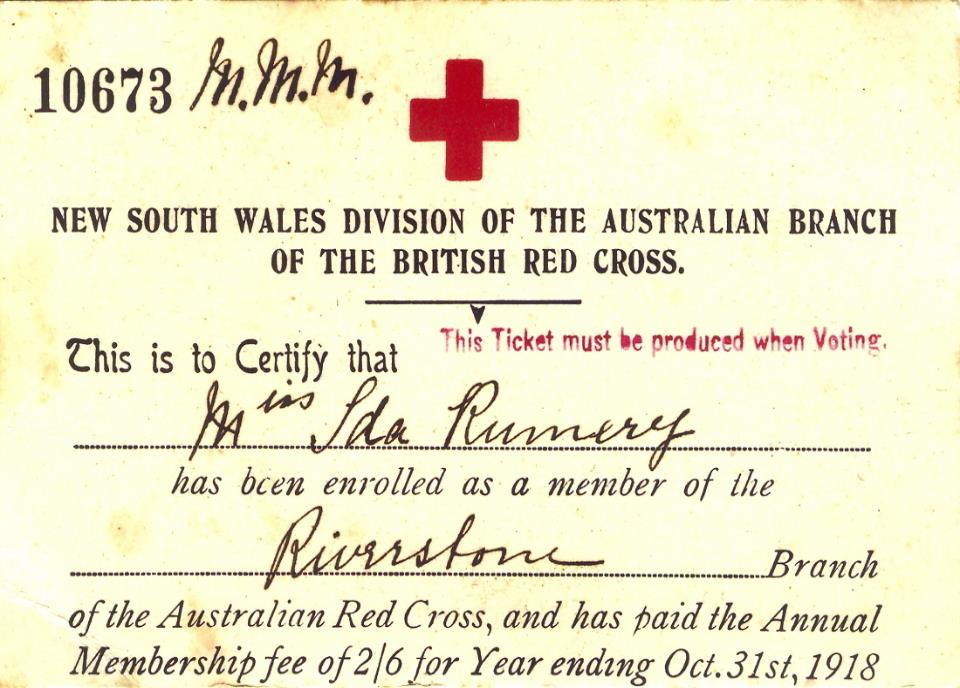 10673 M.M.M.
NEW SOUTH WALES DIVISION OF THE AUSTRALIAN BRANCH
OF THE BRITISH RED CROSS.
This Ticket must be produced when Voting.
This is to Certify that
Miss Ida Rumery
has been enrolled as a member of the
Riverstone Branch
of the Australian Red Cross, and has paid the Annual
Membership fee of 2/6 for Year ending Oct. 31st, 1918